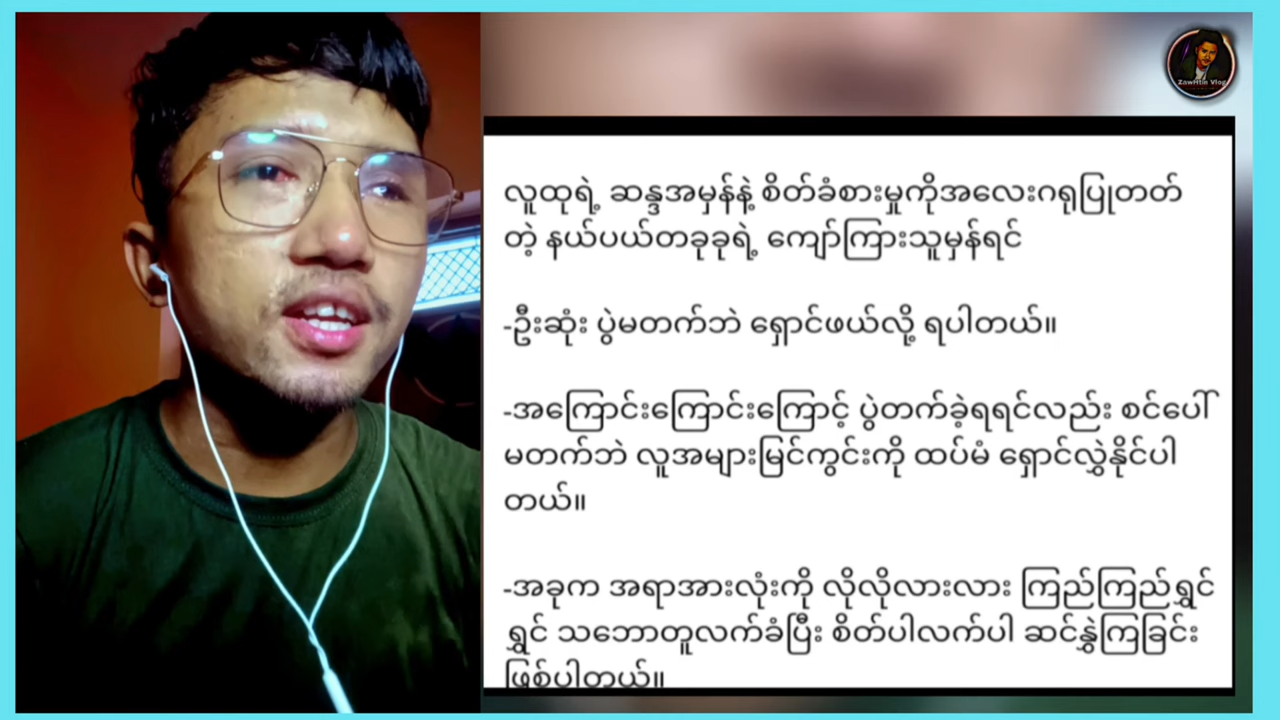 ZawHtin Vlog
လူထုရဲ့ ဆန္ဒအမှန်နဲ့ စိတ်ခံစားမှုကိုအလေးဂရုပြုတတ်
တဲ့ နယ်ပယ်တခုခုရဲ့ ကျော်ကြားသူမှန်ရင်
-ဦးဆုံး ပွဲမတက်ဘဲ ရှောင်ဖယ်လို့ ရပါတယ်။
-အကြောင်းကြောင်းကြောင့် ပွဲတက်ခဲ့ရရင်လည်း စင်ပေါ်
မတက်ဘဲ လူအများမြင်ကွင်းကို ထပ်မံ ရှောင်လွှဲနိုင်ပါ
တယ်။
-အခုက အရာအားလုံးကို လိုလိုလားလား ကြည်ကြည်ရွှင်
ရွှင် သဘောတူလက်ခံပြီး စိတ်ပါလက်ပါ ဆင်နွှဲကြခြင်း
ဖြစ်ပါတယ်။